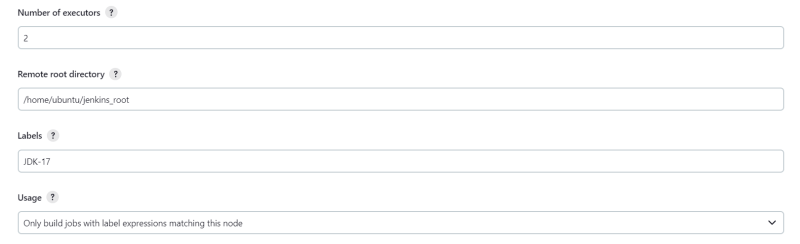 Number of executors ?
2
Remote root directory ?
/home/ubuntu/jenkins_root
Labels ?
JDK-17
Usage ?
Only build jobs with label expressions matching this node